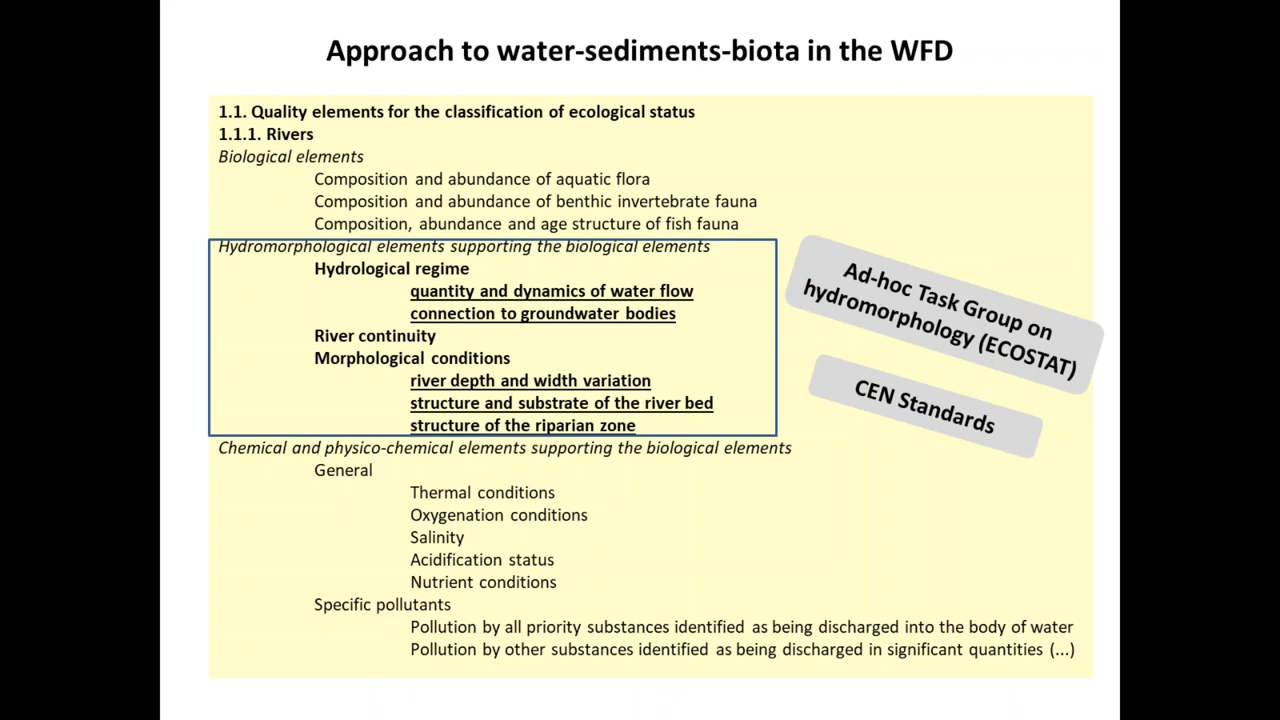 Approach to water-sediments-biota in the WFD
1.1. Quality elements for the classification of ecological status
1.1.1. Rivers
Biological elements
Composition and abundance of aquatic flora
Composition and abundance of benthic invertebrate fauna
Composition, abundance and age structure of fish fauna
Hydromorphological elements supporting the biological elements
Hydrological regime
quantity and dynamics of water flow
connection to groundwater bodies
River continuity
Morphological conditions
river depth and width variation
structure and substrate of the river bed
structure of the riparian zone
Ad-hoc Task Group on
hydromorphology (ECOSTAT)
CEN Standards
Chemical and physico-chemical elements supporting the biological elements
General
Thermal conditions
Oxygenation conditions
Salinity
Acidification status
Nutrient conditions
Specific pollutants
Pollution by all priority substances identified as being discharged into the body of water
Pollution by other substances identified as being discharged in significant quantities (...)